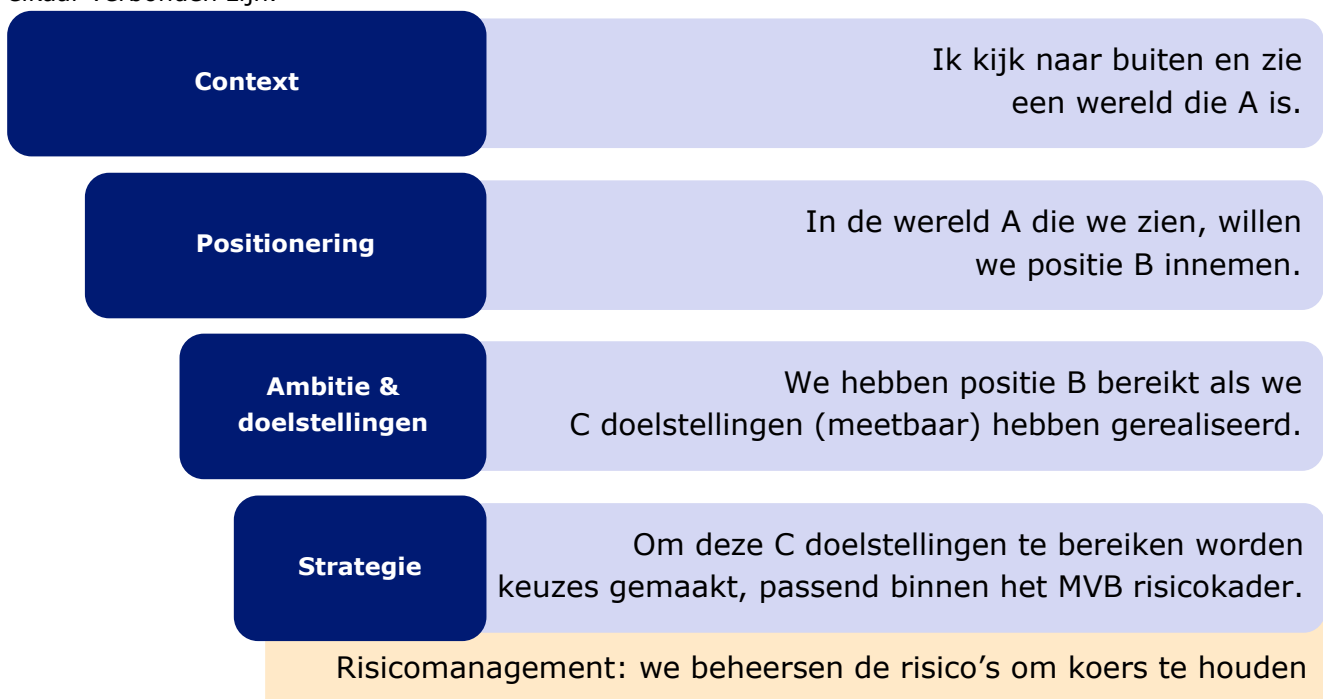 elkaar verbonden zijn.
Context
Ik kijk naar buiten en zie
een wereld die A is.
Positionering
In de wereld A die we zien, willen
we positie B innemen.
Ambitie &
doelstellingen
We hebben positie B bereikt als we
C doelstellingen (meetbaar) hebben gerealiseerd.
Strategie
Om deze C doelstellingen te bereiken worden
keuzes gemaakt, passend binnen het MVB risicokader.
Risicomanagement: we beheersen de risico’s om koers te houden